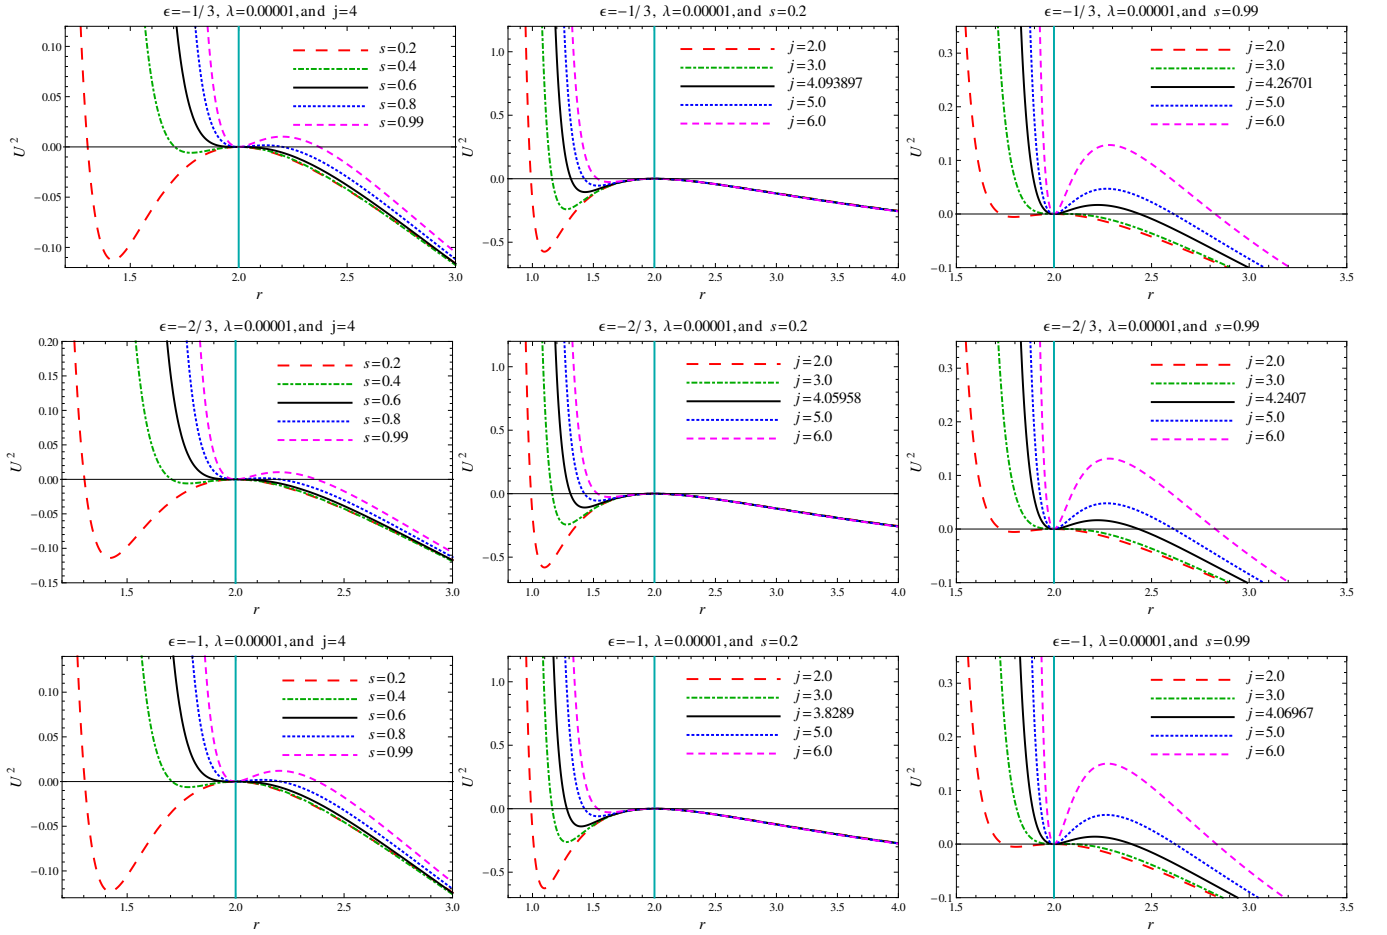 ϵ=−1/3, λ=0.00001, and j=4
0.10
0.05
0.00
−0.05
−0.10
U²
s=0.2
s=0.4
s=0.6
s=0.8
s=0.99
1.5 2.0 2.5 3.0
r
ϵ=−1/3, λ=0.00001, and s=0.2
1.0
0.5
0.0
−0.5
U²
j=2.0
j=3.0
j=4.093897
j=5.0
j=6.0
1.0 1.5 2.0 2.5 3.0 3.5 4.0
r
ϵ=−1/3, λ=0.00001, and s=0.99
0.3
0.2
0.1
0.0
−0.1
U²
j=2.0
j=3.0
j=4.26701
j=5.0
j=6.0
1.5 2.0 2.5 3.0 3.5
r
ϵ=−2/3, λ=0.00001, and j=4
0.20
0.15
0.10
0.05
0.00
−0.05
−0.10
−0.15
U²
s=0.2
s=0.4
s=0.6
s=0.8
s=0.99
1.5 2.0 2.5 3.0
r
ϵ=−2/3, λ=0.00001, and s=0.2
1.0
0.5
0.0
−0.5
U²
j=2.0
j=3.0
j=4.05958
j=5.0
j=6.0
1.0 1.5 2.0 2.5 3.0 3.5 4.0
r
ϵ=−2/3, λ=0.00001, and s=0.99
0.3
0.2
0.1
0.0
−0.1
U²
j=2.0
j=3.0
j=4.2407
j=5.0
j=6.0
1.5 2.0 2.5 3.0 3.5
r
ϵ=−1, λ=0.00001, and j=4
0.10
0.05
0.00
−0.05
−0.10
U²
s=0.2
s=0.4
s=0.6
s=0.8
s=0.99
1.5 2.0 2.5 3.0
r
ϵ=−1, λ=0.00001, and s=0.2
1.0
0.5
0.0
−0.5
U²
j=2.0
j=3.0
j=3.8289
j=5.0
j=6.0
1.0 1.5 2.0 2.5 3.0 3.5 4.0
r
ϵ=−1, λ=0.00001, and s=0.99
0.3
0.2
0.1
0.0
−0.1
U²
j=2.0
j=3.0
j=4.06967
j=5.0
j=6.0
1.5 2.0 2.5 3.0 3.5
r